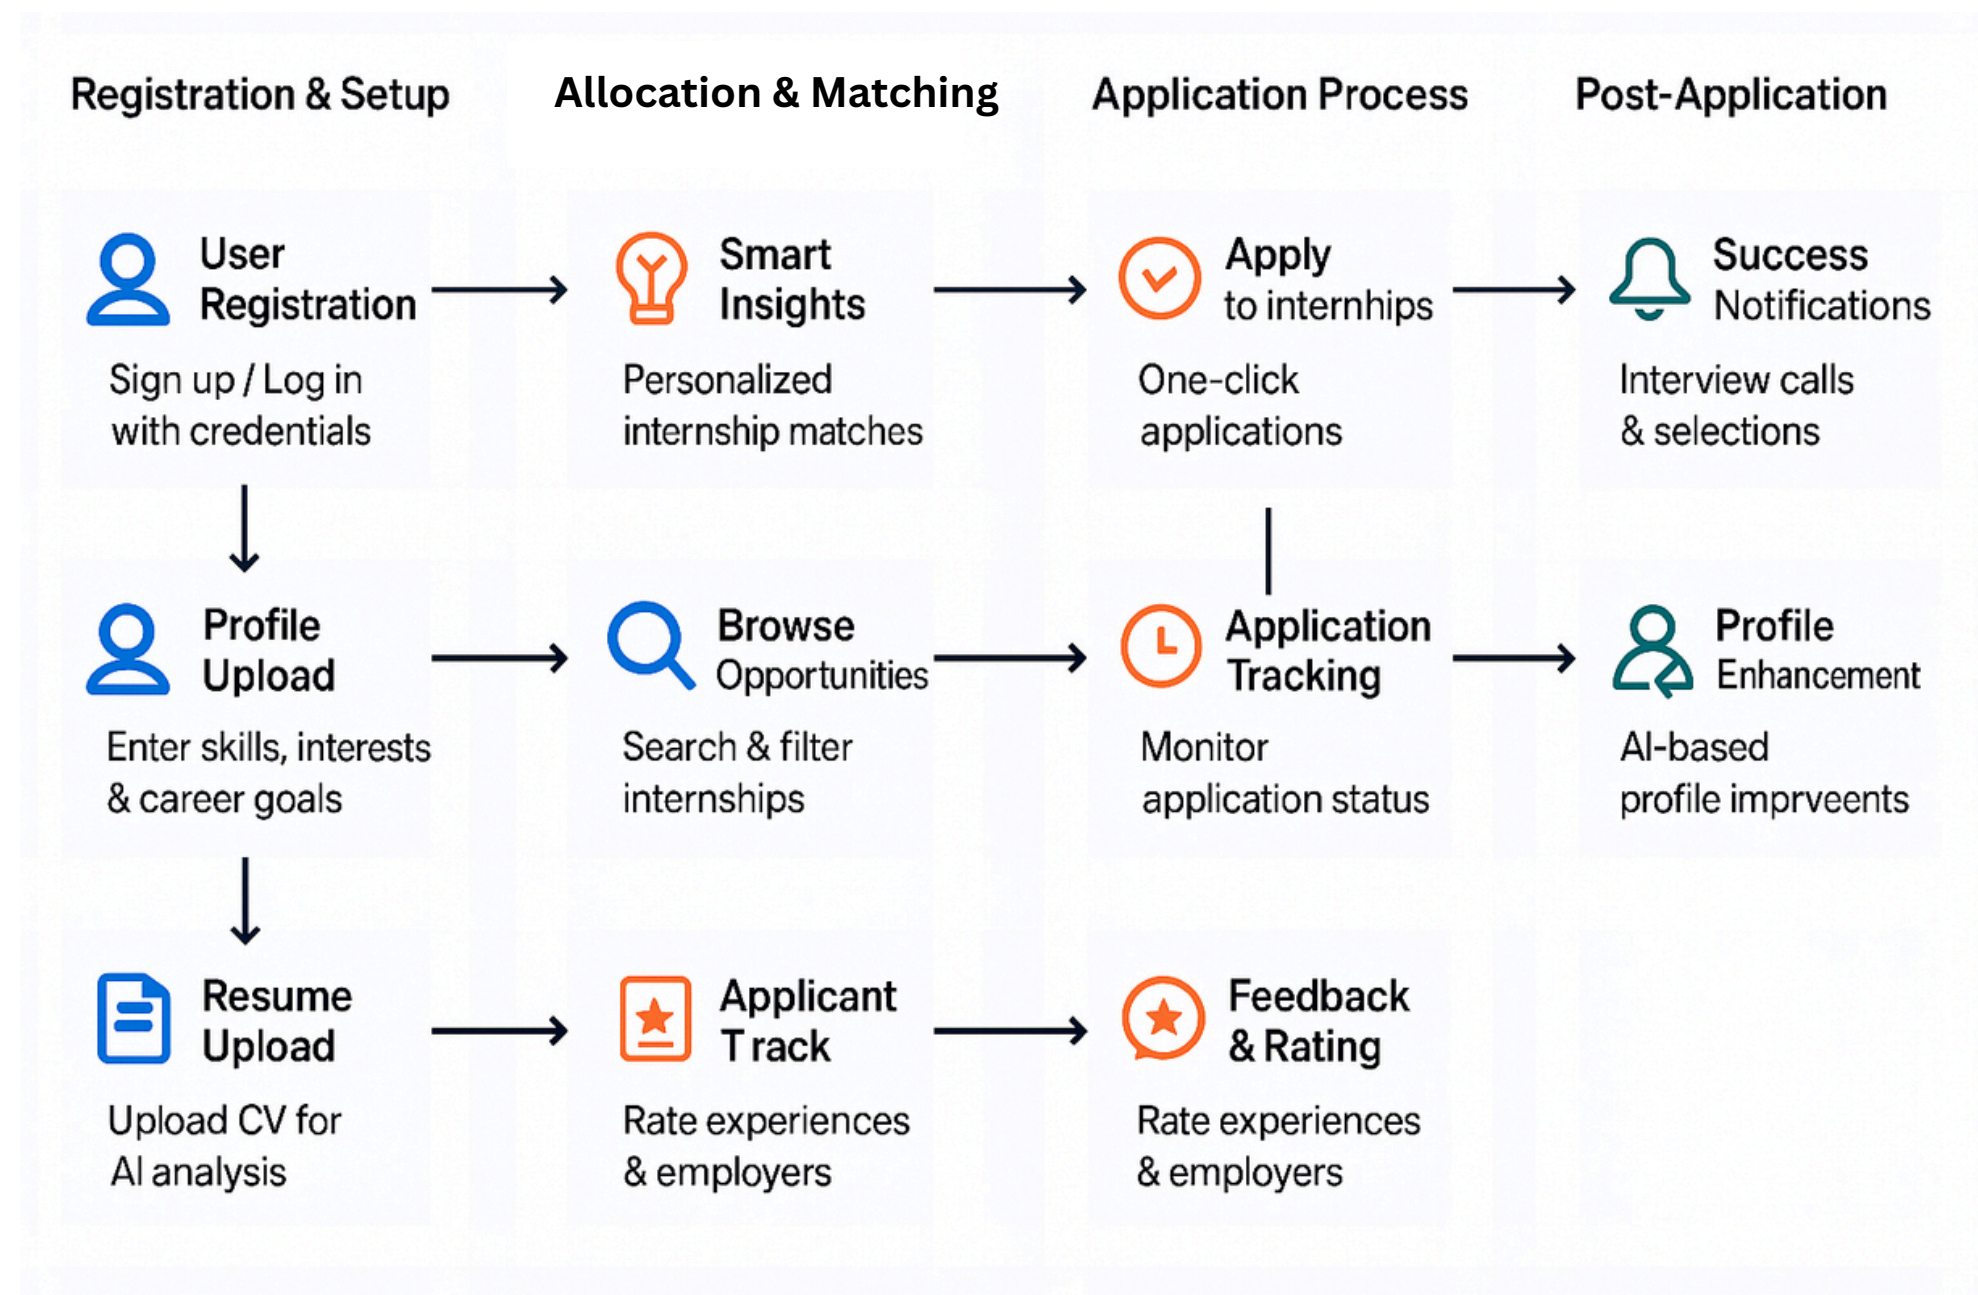 Registration & Setup
Allocation & Matching
Application Process
Post-Application
User
Registration
Sign up / Log in
with credentials
Smart
Insights
Personalized
internship matches
Apply
to internhips
One-click
applications
Success
Notifications
Interview calls
& selections
Profile
Upload
Enter skills, interests
& career goals
Browse
Opportunities
Search & filter
internships
Application
Tracking
Monitor
application status
Profile
Enhancement
AI-based
profile imprveents
Resume
Upload
Upload CV for
AI analysis
Applicant
Track
Rate experiences
& employers
Feedback
& Rating
Rate experiences
& employers